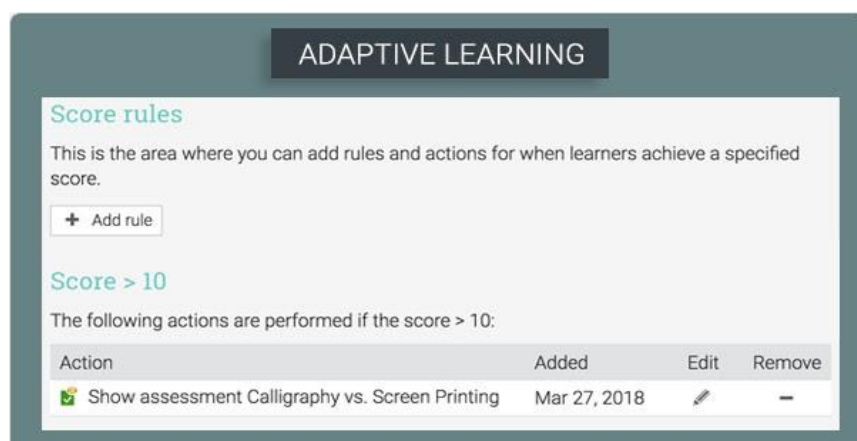 ADAPTIVE LEARNING
Score rules
This is the area where you can add rules and actions for when learners achieve a specified
score.
+ Add rule
Score > 10
The following actions are performed if the score > 10:
Action Added Edit Remove
Show assessment Calligraphy vs. Screen Printing Mar 27, 2018